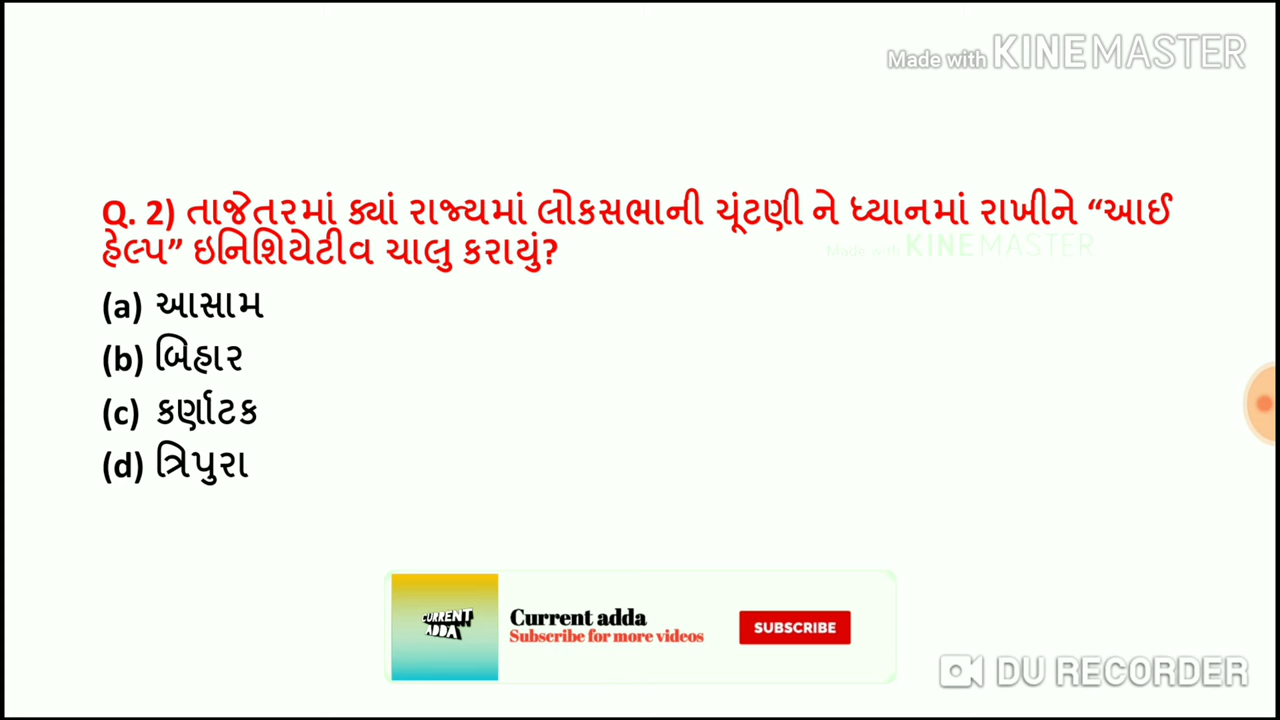 Made with KINEMASTER
Q. 2) તાજેતરમાં ક્યાં રાજ્યમાં લોકસભાની ચૂંટણી ને ધ્યાનમાં રાખીને “આઈ
હેલ્પ” ઇનિશિયેટીવ ચાલુ કરાયું?
Made with KINEMASTER
(a) આસામ
(b) બિહાર
(c) કર્ણાટક
(d) ત્રિપુરા
CURRENT
ADDA
Current adda
Subscribe for more videos
SUBSCRIBE
DU RECORDER